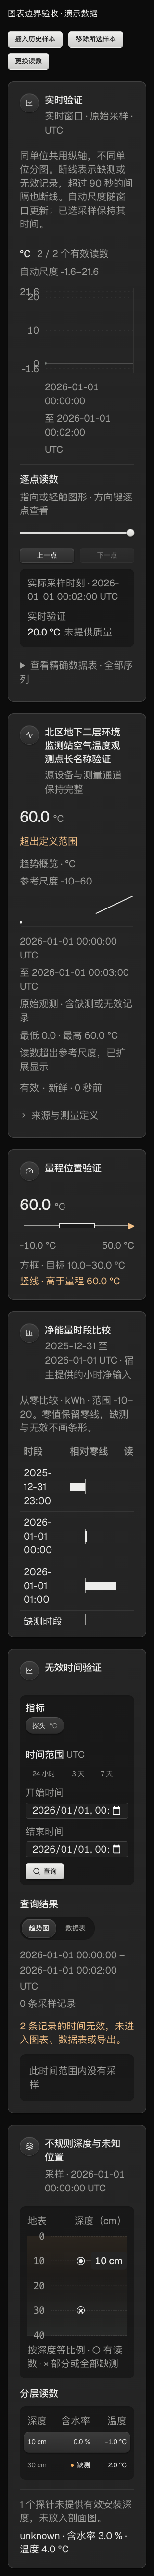 图表边界验收 · 演示数据
插入历史样本
移除所选样本
更换读数
实时验证
实时窗口 · 原始采样 ·
UTC
同单位共用纵轴，不同单
位分图。断线表示缺测或
无效记录，超过 90 秒的间
隔也断线。自动尺度随窗
口更新；已选采样保持其
时间。
°C 2 / 2 个有效读数
自动尺度 -1.6–21.6
21.6
20
10
0
-1.6
2026-01-01
00:00:00
至 2026-01-01
00:02:00
UTC
逐点读数
指向或轻触图形 · 方向键逐
点查看
上一点
下一点
实际采样时刻 · 2026-
01-01 00:02:00 UTC
实时验证
20.0 °C 未提供质量
▶ 查看精确数据表 · 全部序
列
北区地下二层环境
监测站空气温度观
测点长名称验证
源设备与测量通道
保持完整
60.0 °C
超出定义范围
趋势概览 · °C
参考尺度 -10–60
2026-01-01 00:00:00
UTC
至 2026-01-01 00:03:00
UTC
原始观测 · 含缺测或无效记
录
最低 0.0 · 最高 60.0 °C
读数超出参考尺度，已扩
展显示
有效 · 新鲜 · 0 秒前
› 来源与测量定义
量程位置验证
60.0 °C
-10.0 °C
50.0 °C
方框 · 目标 10.0–30.0 °C
竖线 · 高于量程 60.0 °C
净能量时段比较
2025-12-31 至
2026-01-01 UTC · 宿
主提供的小时净输入
从零比较 · kWh · 范围 -10–
20。零值保留零线，缺测
与无效不画条形。
时段 相对零线 读
2025-
12-31
23:00
2026-
01-01
00:00
2026-
01-01
01:00
缺测时段
无效时间验证
指标
探头 °C
时间范围 UTC
24 小时 3 天 7 天
开始时间
2026/01/01, 00:
结束时间
2026/01/01, 00:
查询
查询结果
趋势图 数据表
2026-01-01 00:00:00 –
2026-01-01 00:02:00
UTC
0 条采样记录
2 条记录的时间无效，未进
入图表、数据表或导出。
此时间范围内没有采
样
不规则深度与未知
位置
采样 · 2026-01-01
00:00:00 UTC
地表 深度（cm）
0
10
10 cm
20
30
40
按深度等比例 · ○ 有读
数 · × 部分或全部缺测
分层读数
深度 含水率 温度
10 cm 0.0 % -1.0 °C
30 cm 缺测 2.0 °C
1 个探针未提供有效安装深
度，未放入剖面图。
unknown · 含水率 3.0 % ·
温度 4.0 °C